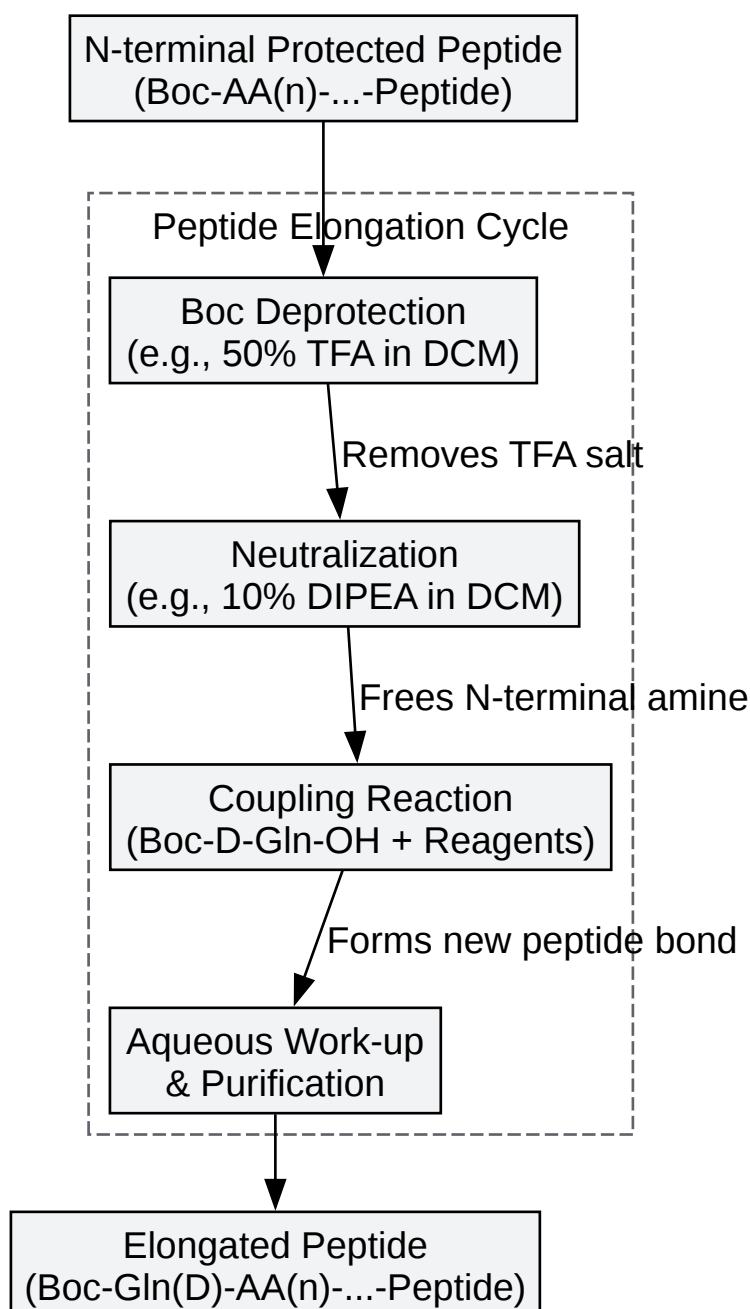 N-terminal Protected Peptide
(Boc-AA(n)-...-Peptide)
Peptide Elongation Cycle
Boc Deprotection
(e.g., 50% TFA in DCM)
Removes TFA salt
Neutralization
(e.g., 10% DIPEA in DCM)
Frees N-terminal amine
Coupling Reaction
(Boc-D-Gln-OH + Reagents)
Forms new peptide bond
Aqueous Work-up
& Purification
Elongated Peptide
(Boc-Gln(D)-AA(n)-...-Peptide)